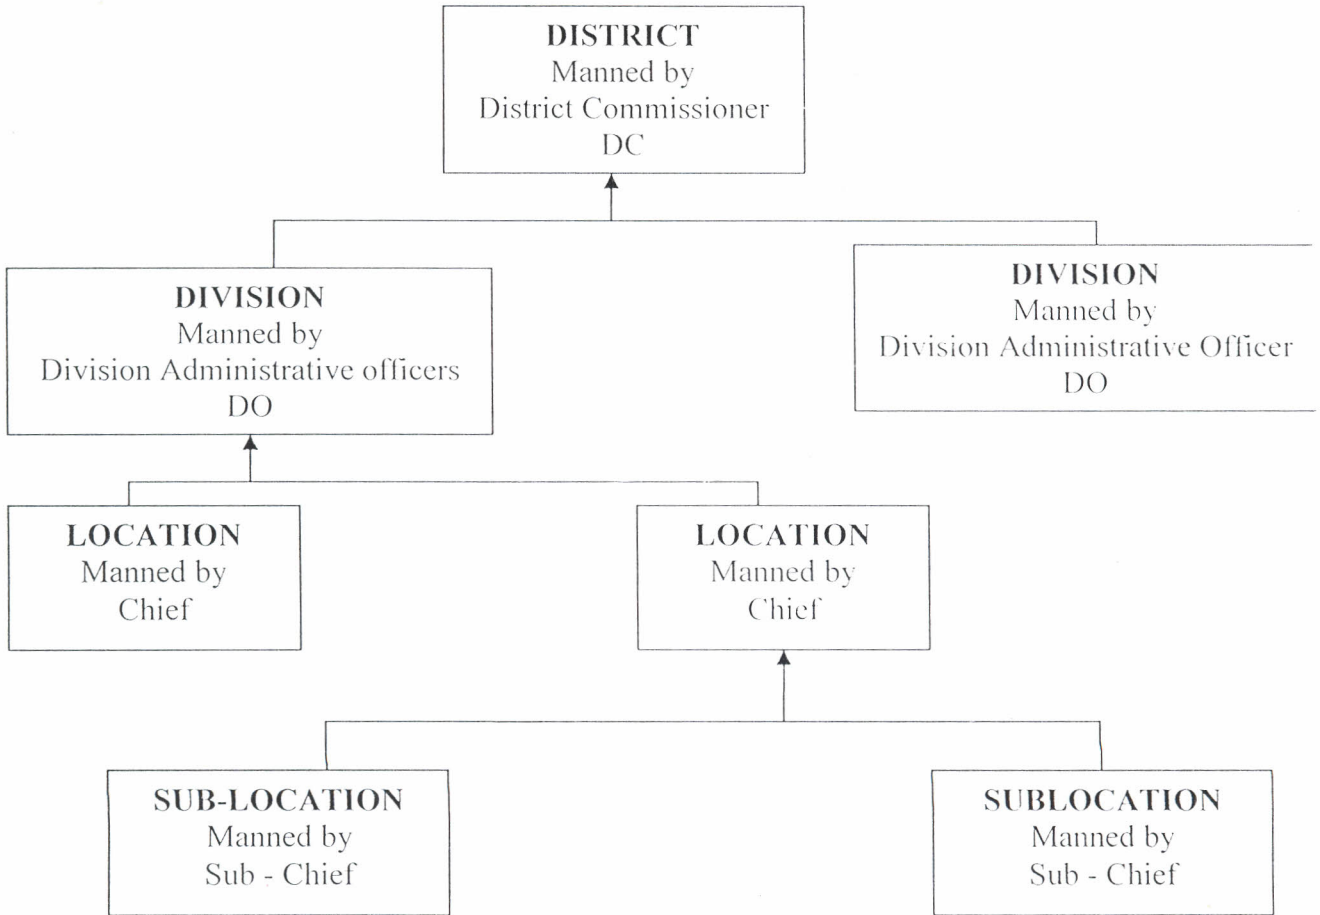 DISTRICT
Manned by
District Commissioner
DC
DIVISION
Manned by
Division Administrative officers
DO
DIVISION
Manned by
Division Administrative Officer
DO
LOCATION
Manned by
Chief
LOCATION
Manned by
Chief
SUB-LOCATION
Manned by
Sub - Chief
SUBLOCATION
Manned by
Sub - Chief